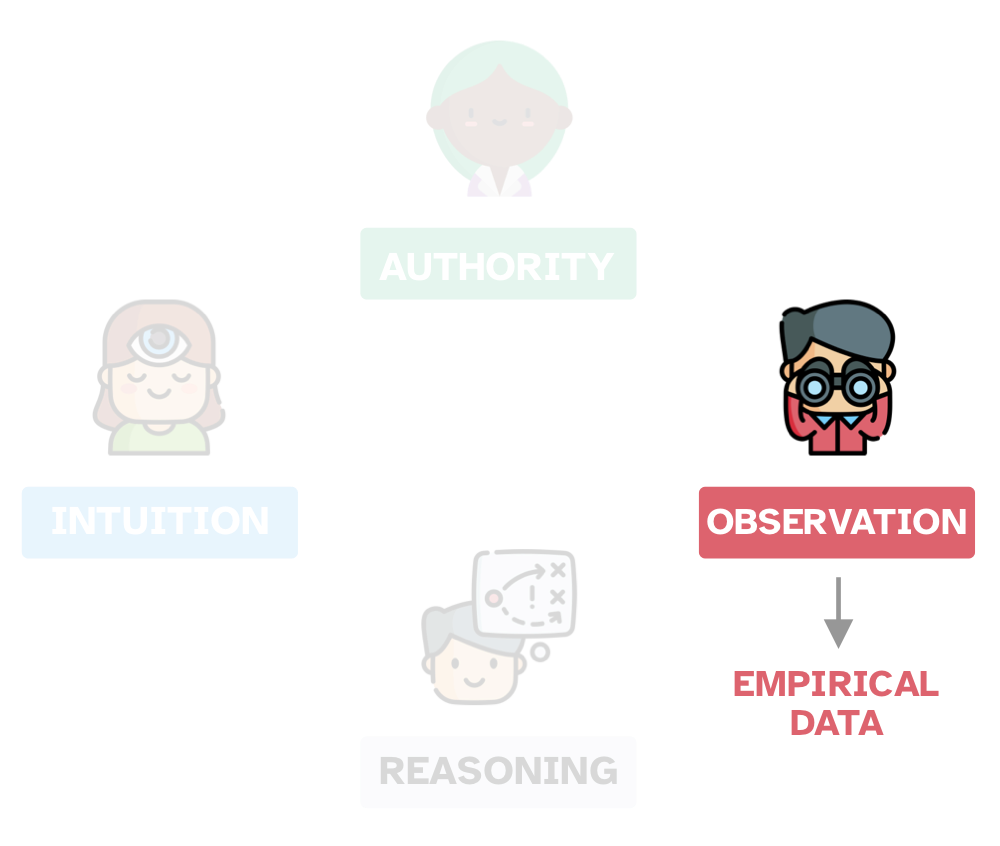 AUTHORITY
INTUITION
OBSERVATION
EMPIRICAL
DATA
REASONING